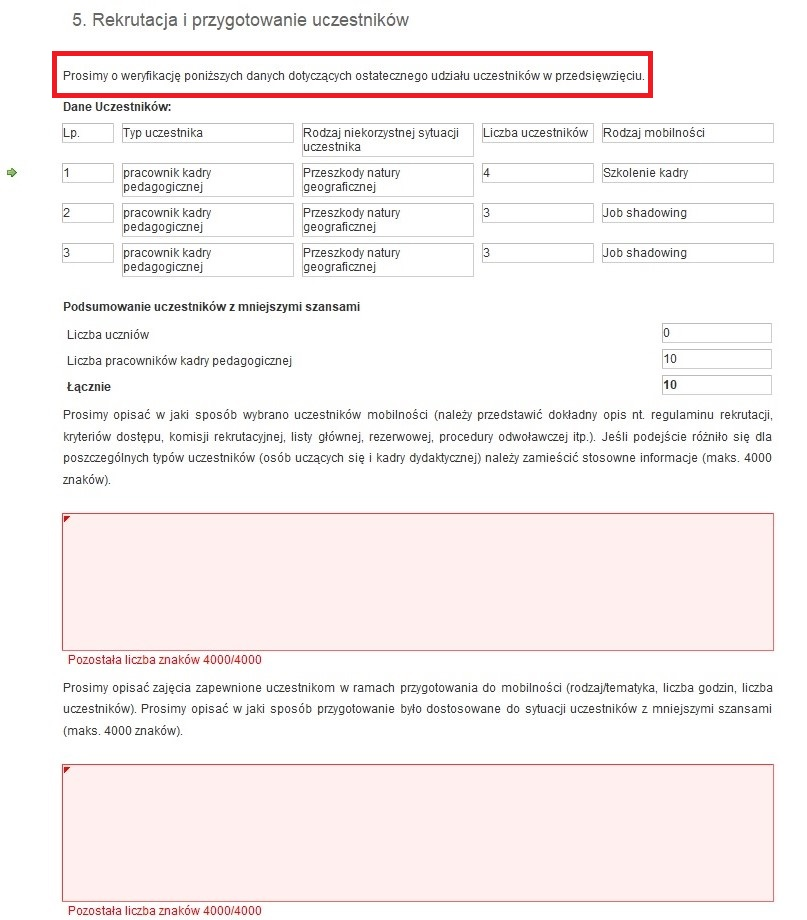 5. Rekrutacja i przygotowanie uczestników
Prosimy o weryfikację poniższych danych dotyczących ostatecznego udziału uczestników w przedsięwzięciu.
Dane Uczestników:
Lp. Typ uczestnika Rodzaj niekorzystnej sytuacji uczestnika Liczba uczestników Rodzaj mobilności
1 pracownik kadry pedagogicznej Przeszkody natury geograficznej 4 Szkolenie kadry
2 pracownik kadry pedagogicznej Przeszkody natury geograficznej 3 Job shadowing
3 pracownik kadry pedagogicznej Przeszkody natury geograficznej 3 Job shadowing
Podsumowanie uczestników z mniejszymi szansami
Liczba uczniów 0
Liczba pracowników kadry pedagogicznej 10
Łącznie 10
Prosimy opisać w jaki sposób wybrano uczestników mobilności (należy przedstawić dokładny opis nt. regulaminu rekrutacji,
kryteriów dostępu, komisji rekrutacyjnej, listy głównej, rezerwowej, procedury odwoławczej itp.). Jeśli podejście różniło się dla
poszczególnych typów uczestników (osób uczących się i kadry dydaktycznej) należy zamieścić stosowne informacje (maks. 4000
znaków).
Pozostała liczba znaków 4000/4000
Prosimy opisać zajęcia zapewnione uczestnikom w ramach przygotowania do mobilności (rodzaj/tematyka, liczba godzin, liczba
uczestników). Prosimy opisać w jaki sposób przygotowanie było dostosowane do sytuacji uczestników z mniejszymi szansami
(maks. 4000 znaków).
Pozostała liczba znaków 4000/4000